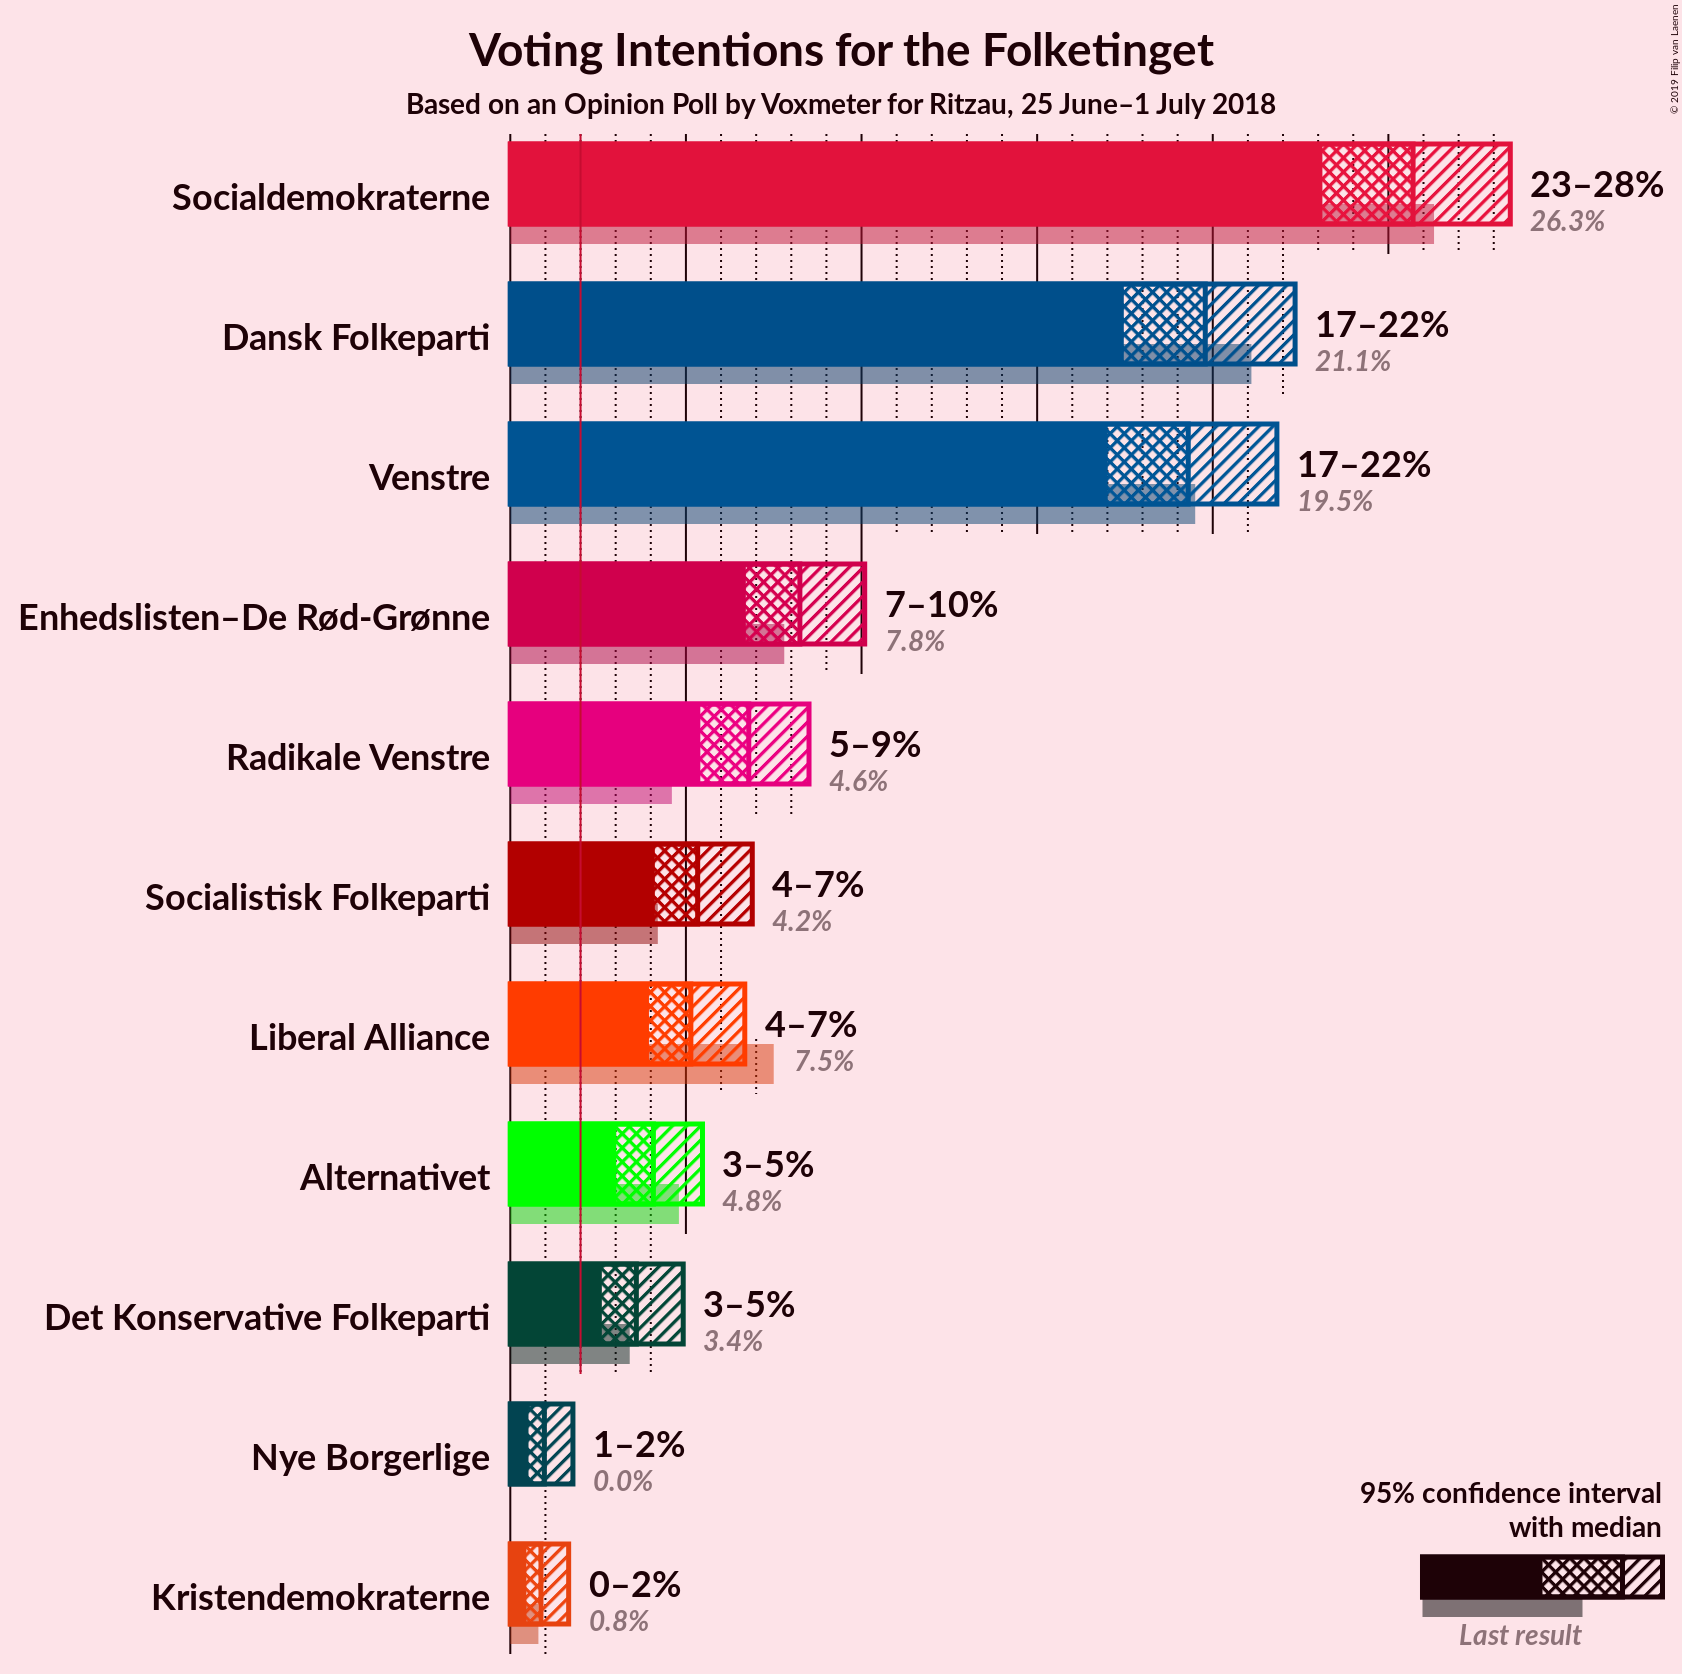 Voting Intentions for the Folketinget
Based on an Opinion Poll by Voxmeter for Ritzau, 25 June–1 July 2018
© 2019 Filip van Laenen
Socialdemokraterne
23–28%
26.3%
Dansk Folkeparti
17–22%
21.1%
Venstre
17–22%
19.5%
Enhedslisten–De Rød-Grønne
7–10%
7.8%
Radikale Venstre
5–9%
4.6%
Socialistisk Folkeparti
4–7%
4.2%
Liberal Alliance
4–7%
7.5%
Alternativet
3–5%
4.8%
Det Konservative Folkeparti
3–5%
3.4%
Nye Borgerlige
1–2%
0.0%
Kristendemokraterne
0–2%
0.8%
95% confidence interval
with median
Last result